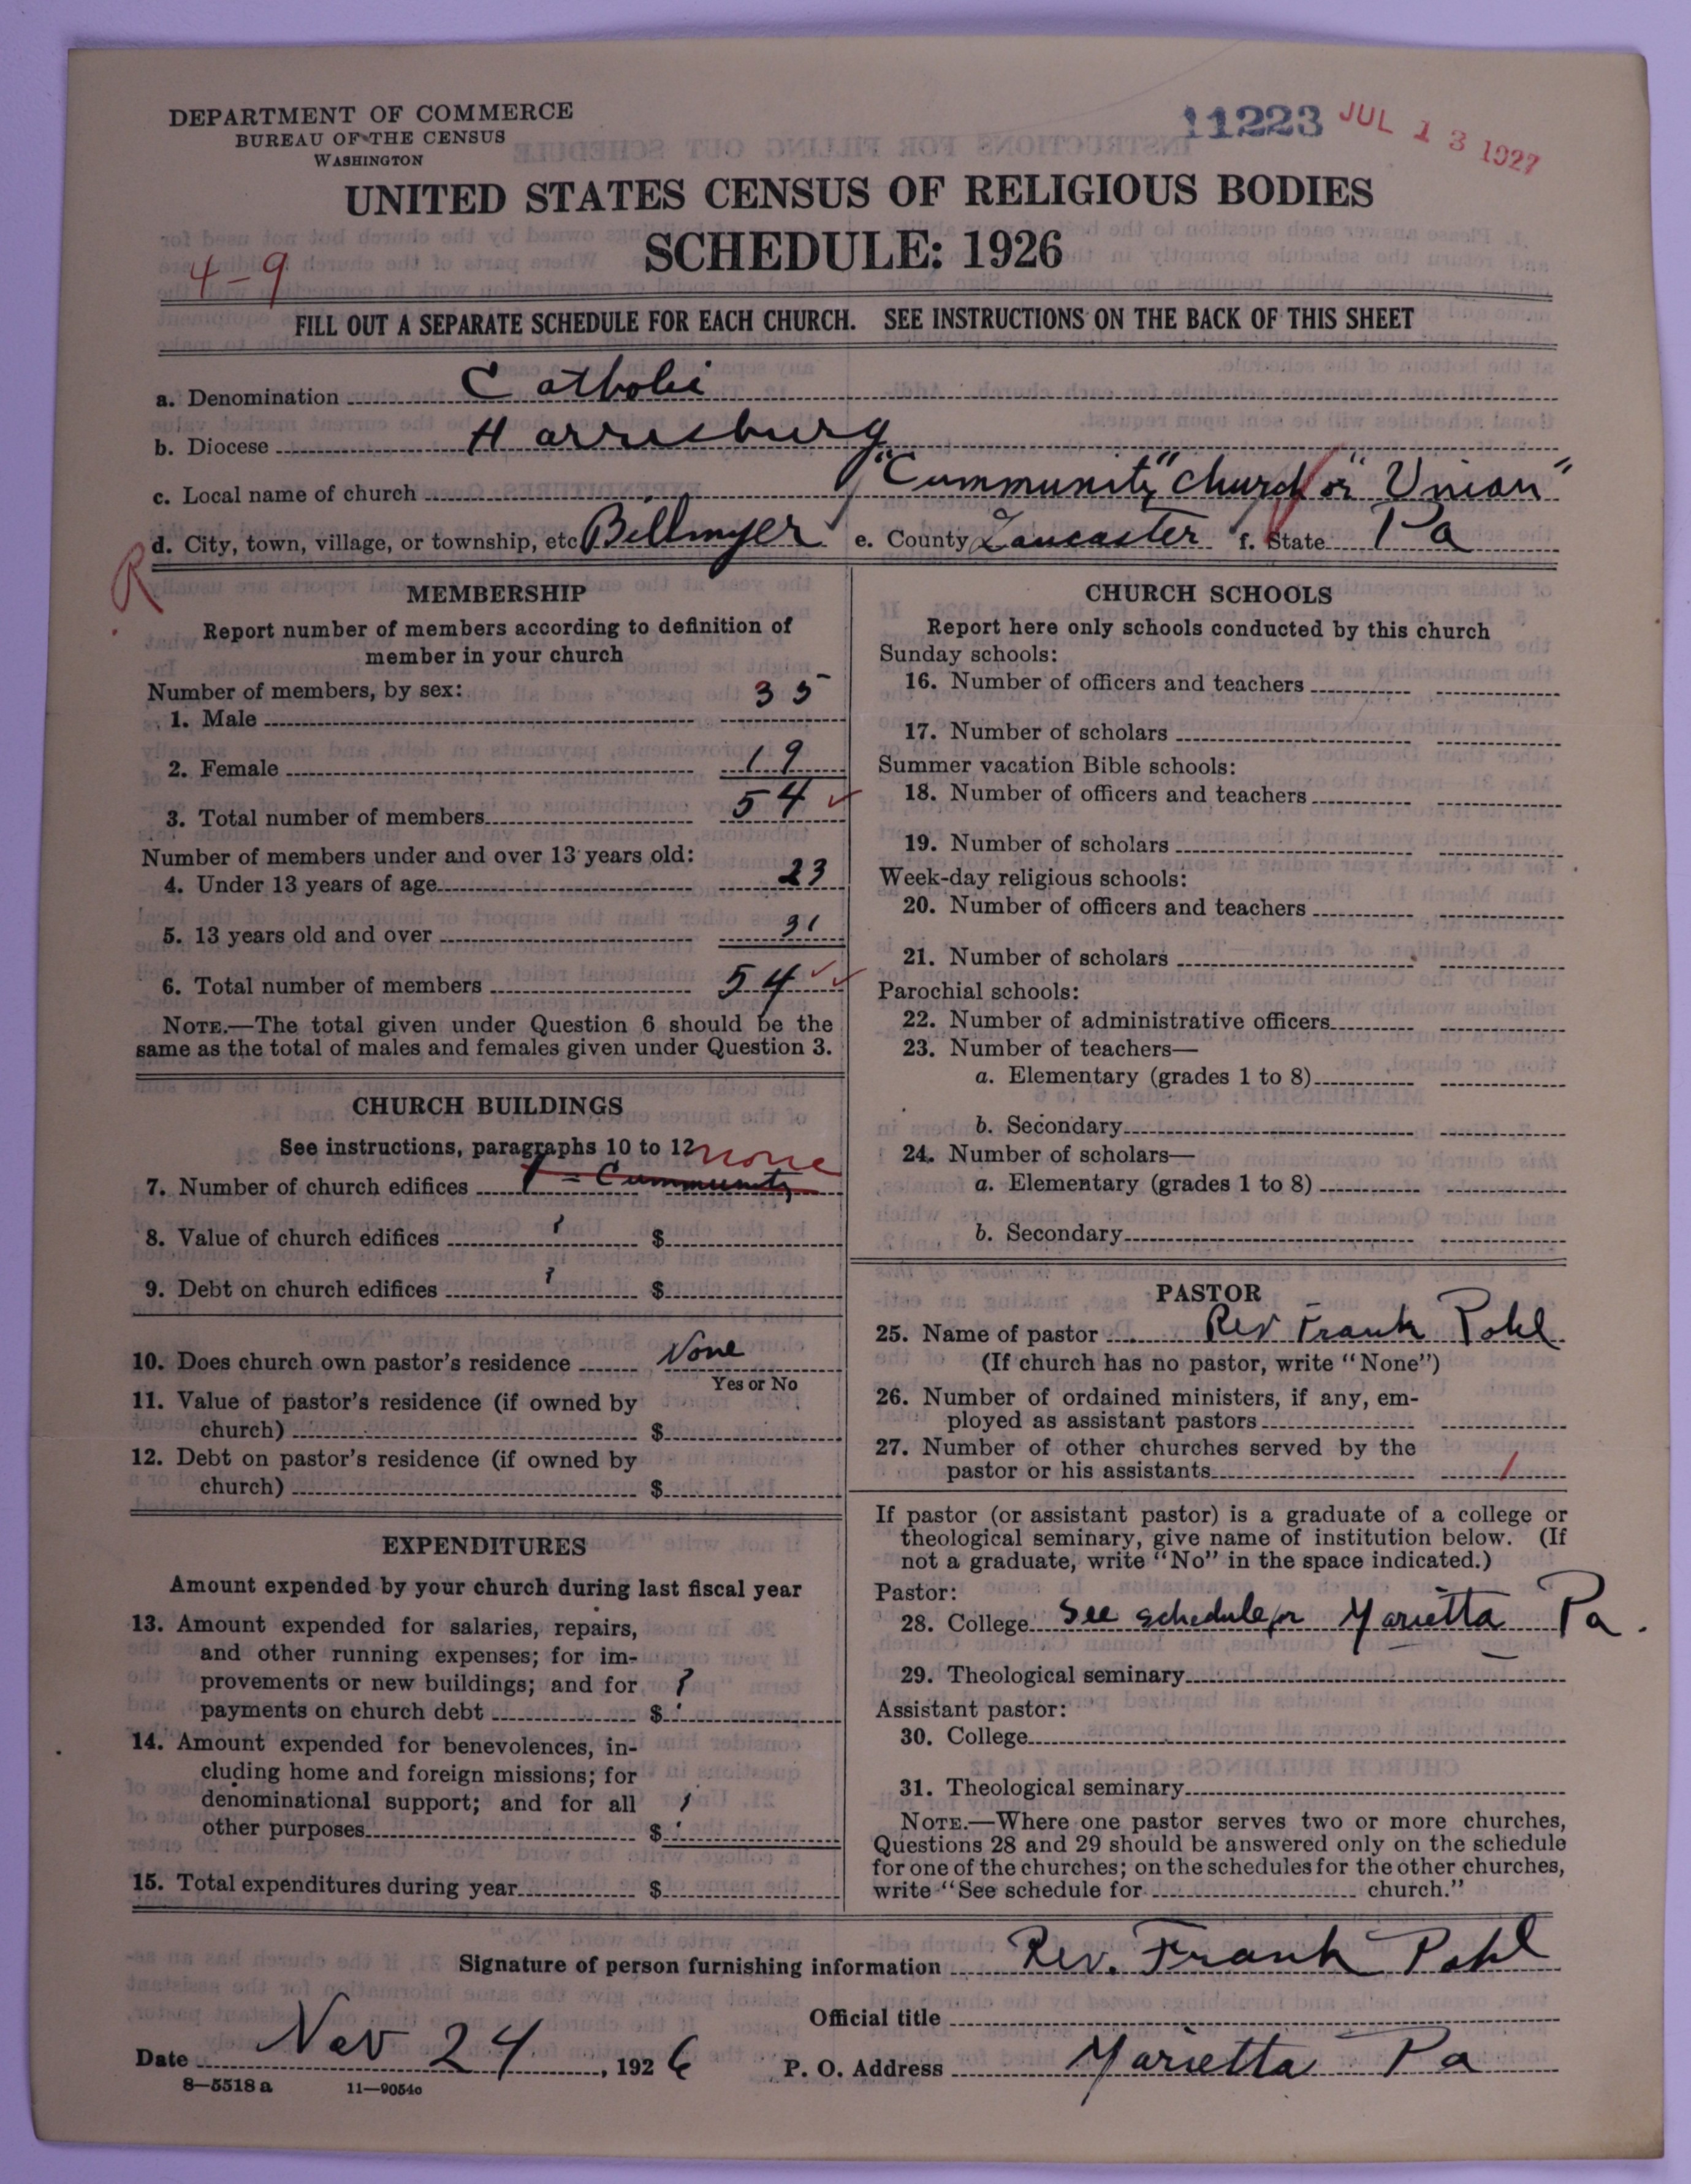 DEPARTMENT OF COMMERCE
BUREAU OF THE CENSUS
WASHINGTON
11223 JUL 13 1927
UNITED STATES CENSUS OF RELIGIOUS BODIES
SCHEDULE: 1926
4-9
FILL OUT A SEPARATE SCHEDULE FOR EACH CHURCH. SEE INSTRUCTIONS ON THE BACK OF THIS SHEET
a. Denomination Catholic
b. Diocese Harrisburg
c. Local name of church "Cummunity" church or "Union"
d. City, town, village, or township, etc Billmyer e. County Lancaster f. State Pa
R
MEMBERSHIP
Report number of members according to definition of
member in your church
Number of members, by sex:
1. Male 35
2. Female 19
3. Total number of members 54
Number of members under and over 13 years old:
4. Under 13 years of age 23
5. 13 years old and over 31
6. Total number of members 54
NOTE.—The total given under Question 6 should be the
same as the total of males and females given under Question 3.
CHURCH BUILDINGS
See instructions, paragraphs 10 to 12 none
7. Number of church edifices 1 - Cummunity
8. Value of church edifices $
9. Debt on church edifices $
10. Does church own pastor's residence None
Yes or No
11. Value of pastor's residence (if owned by
church) $
12. Debt on pastor's residence (if owned by
church) $
EXPENDITURES
Amount expended by your church during last fiscal year
13. Amount expended for salaries, repairs,
and other running expenses; for im-
provements or new buildings; and for
payments on church debt $
14. Amount expended for benevolences, in-
cluding home and foreign missions; for
denominational support; and for all
other purposes $
15. Total expenditures during year $
CHURCH SCHOOLS
Report here only schools conducted by this church
Sunday schools:
16. Number of officers and teachers
17. Number of scholars
Summer vacation Bible schools:
18. Number of officers and teachers
19. Number of scholars
Week-day religious schools:
20. Number of officers and teachers
21. Number of scholars
Parochial schools:
22. Number of administrative officers
23. Number of teachers—
a. Elementary (grades 1 to 8)
b. Secondary
24. Number of scholars—
a. Elementary (grades 1 to 8)
b. Secondary
PASTOR
25. Name of pastor Rev Frank Pohl
(If church has no pastor, write "None")
26. Number of ordained ministers, if any, em-
ployed as assistant pastors
27. Number of other churches served by the
pastor or his assistants 1
If pastor (or assistant pastor) is a graduate of a college or
theological seminary, give name of institution below. (If
not a graduate, write "No" in the space indicated.)
Pastor:
28. College See schedule for Marietta Pa.
29. Theological seminary
Assistant pastor:
30. College
31. Theological seminary
NOTE.—Where one pastor serves two or more churches,
Questions 28 and 29 should be answered only on the schedule
for one of the churches; on the schedules for the other churches,
write "See schedule for church."
Signature of person furnishing information Rev. Frank Pohl
Official title
Date Nov 24, 1926 P. O. Address Marietta Pa
8—5518a 11—9054c